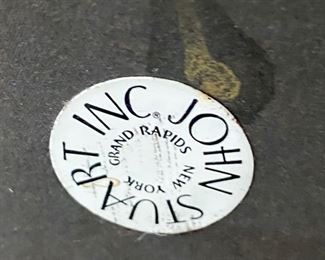 JOHN STUART INC.
GRAND RAPIDS NEW YORK